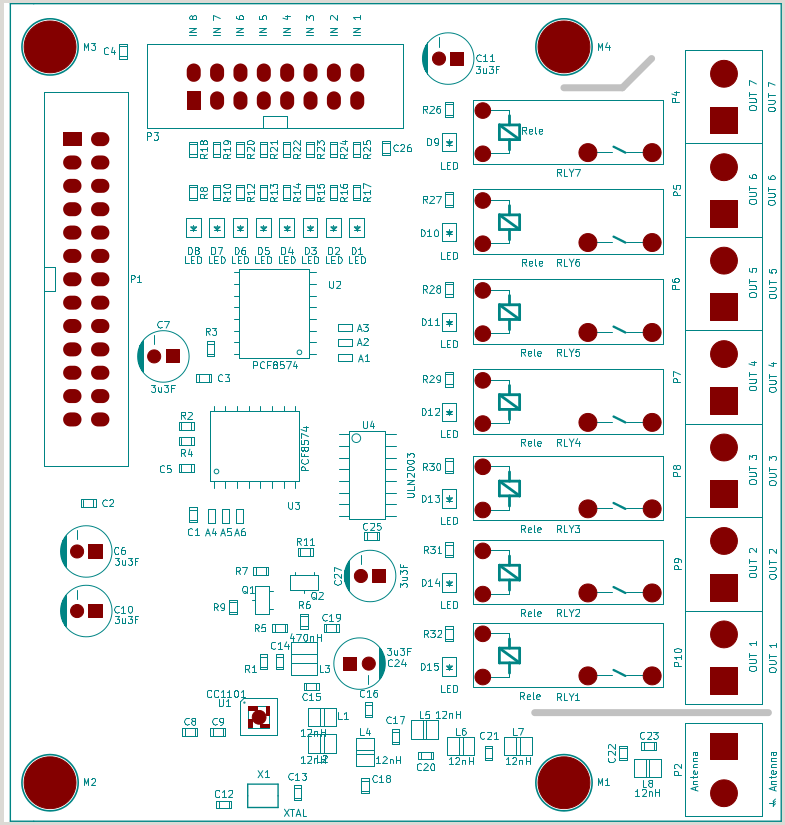 IN 8 IN 7 IN 6 IN 5 IN 4 IN 3 IN 2 IN 1
M3
C4
M4
C11
3u3F
P3
R26
Rele
P4
OUT 7
OUT 7
R18 R19 R20 R21 R22 R23 R24 R25
C26
D9
LED
RLY7
R8 R10 R12 R13 R14 R15 R16 R17
R27
P5
OUT 6
OUT 6
D8 D7 D6 D5 D4 D3 D2 D1
LED LED LED LED LED LED LED LED
D10
LED
Rele RLY6
P1
U2
R28
P6
OUT 5
OUT 5
C7
R3
A3
A2
A1
D11
LED
Rele RLY5
3u3F
PCF8574
C3
R29
P7
OUT 4
OUT 4
R2
R4
C5
PCF8574
U4
ULN2003
D12
LED
Rele RLY4
C2
C1 A4 A5 A6
U3
R30
P8
OUT 3
OUT 3
D13
LED
Rele RLY3
C25
C6
3u3F
R11
R7
C27
3u3F
R31
P9
OUT 2
OUT 2
Q1
Q2
D14
LED
Rele RLY2
C10
3u3F
R9
R6
R5
C19
470nH
R32
P10
OUT 1
OUT 1
C14
R1
L3
3u3F
C24
D15
LED
Rele RLY1
CC1101
U1
C15
C16
L1
12nH
C8 C9
L2
12nH
L4
12nH
C17
L5 12nH
C20
L6
12nH
C21
L7
12nH
C22
C23
L8
12nH
P2
Antenna
Antenna
M2
C12
X1
XTAL
C13
C18
M1